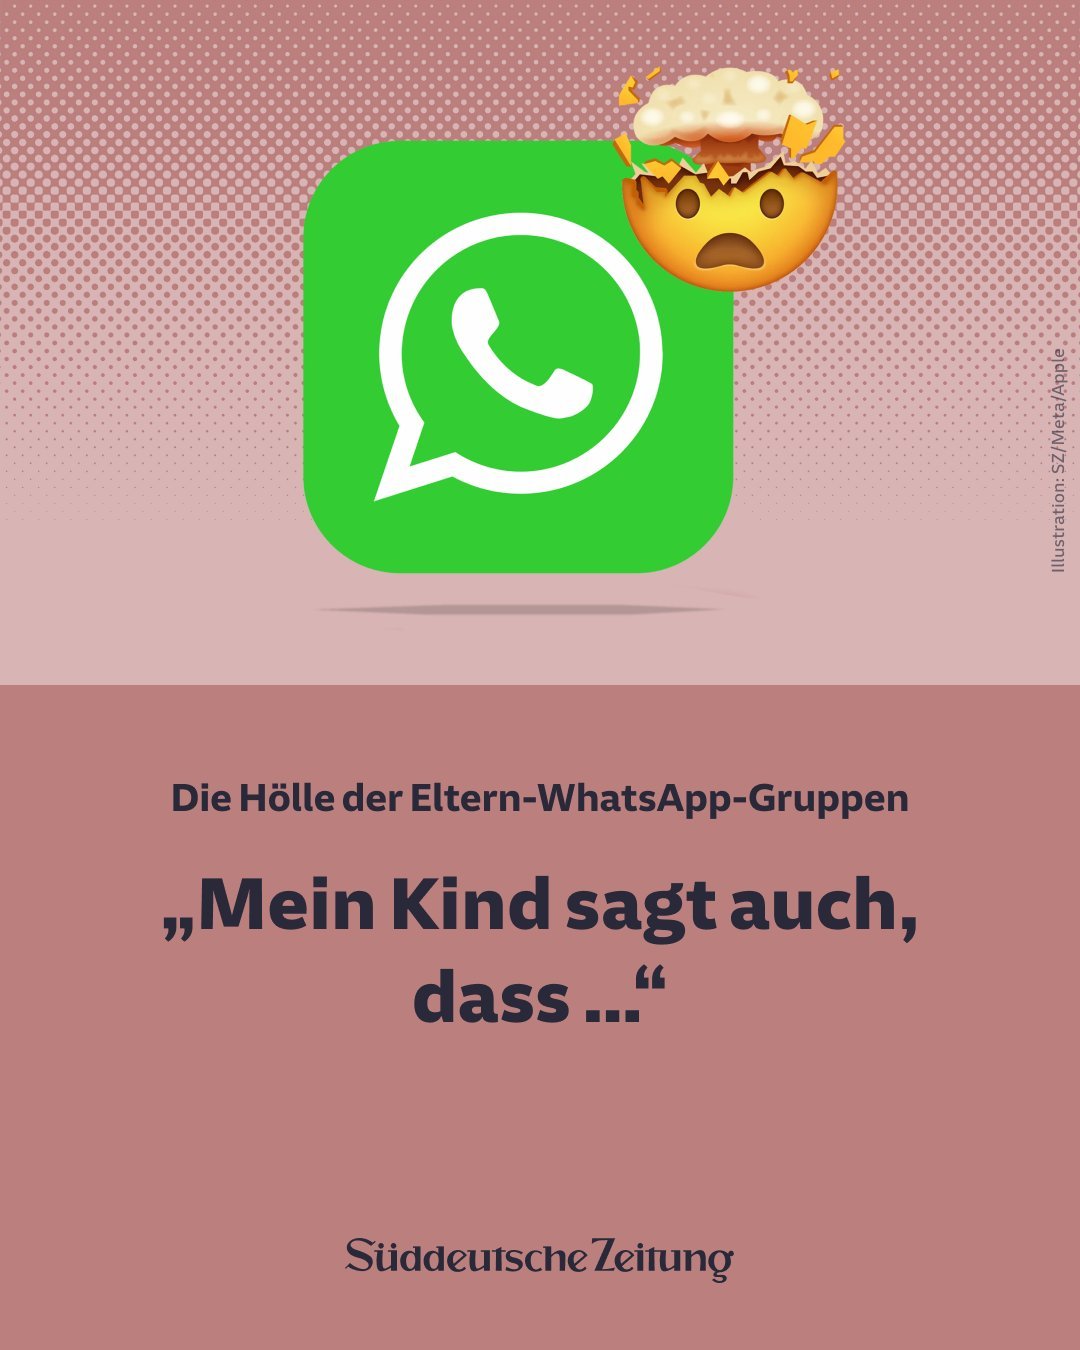 Illustration: SZ/Meta/Apple
Die Hölle der Eltern-WhatsApp-Gruppen
„Mein Kind sagt auch,
dass ...“
Süddeutsche Zeitung